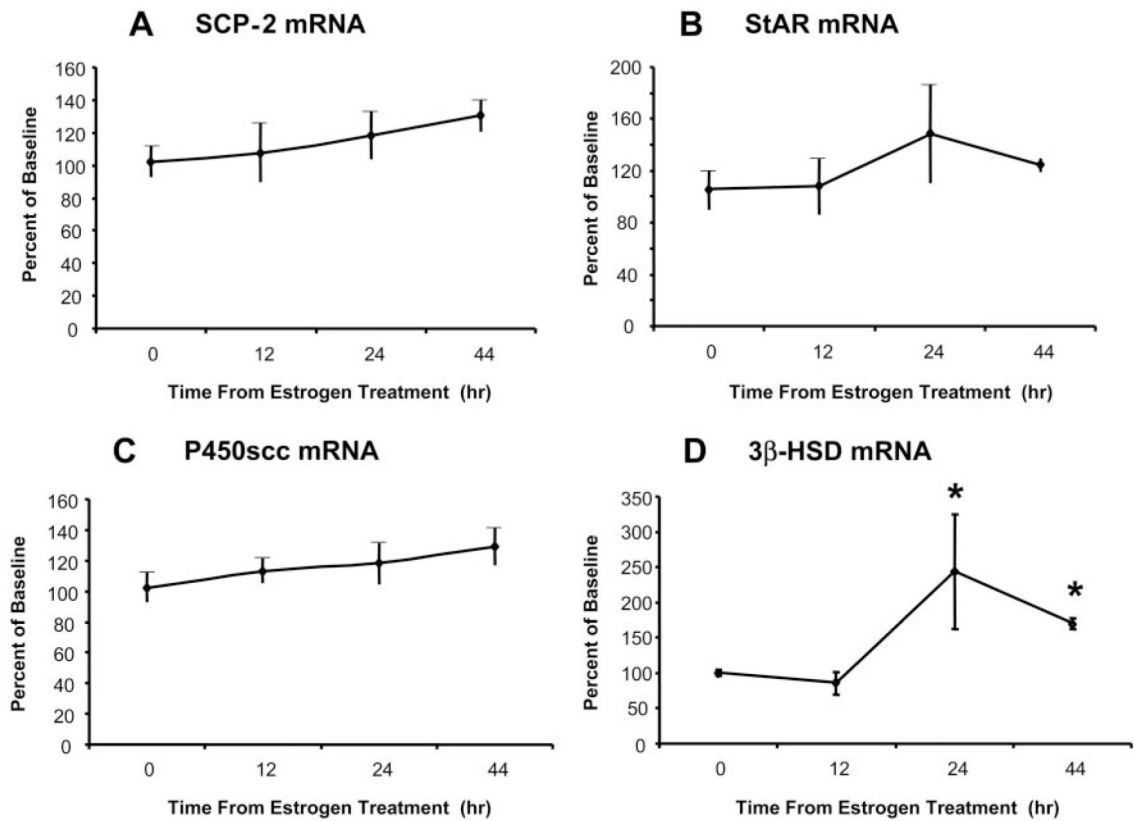 A SCP-2 mRNA
Percent of Baseline
160
140
120
100
80
60
40
20
0
0 12 24 44
Time From Estrogen Treatment (hr)
B StAR mRNA
Percent of Baseline
200
160
120
80
40
0
0 12 24 44
Time From Estrogen Treatment (hr)
C P450scc mRNA
Percent of Baseline
160
140
120
100
80
60
40
20
0
0 12 24 44
Time From Estrogen Treatment (hr)
D 3β-HSD mRNA
Percent of Baseline
350
300
250
200
150
100
50
0
* *
0 12 24 44
Time From Estrogen Treatment (hr)